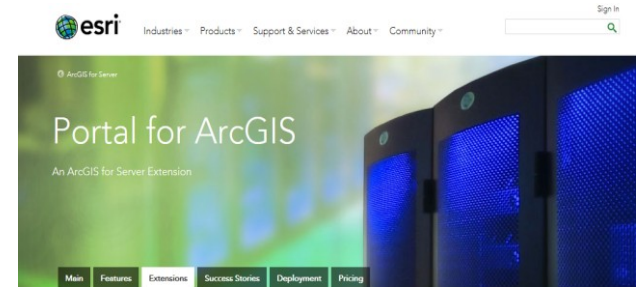 Sign In
esri
Industries Products Support & Services About Community
ArcGIS for Server
Portal for ArcGIS
An ArcGIS for Server Extension
Main Features Extensions Success Stories Deployment Pricing